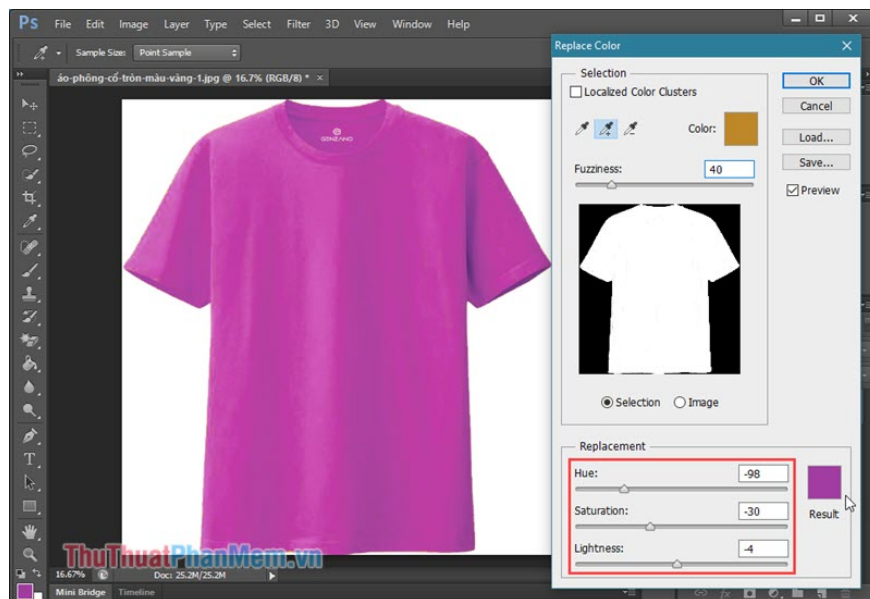 Ps File Edit Image Layer Type Select Filter 3D View Window Help
Sample Size: Point Sample
áo-phông-cổ-tròn-màu-vàng-1.jpg @ 16.7% (RGB/8) * ×
GENZANO
ThuThuatPhanMem.vn
16.67% Doc: 25.2M/25.2M
Mini Bridge Timeline
Replace Color
Selection
Localized Color Clusters
Color:
Fuzziness: 40
Selection Image
OK
Cancel
Load...
Save...
Preview
Replacement
Hue: -98
Saturation: -30
Lightness: -4
Result